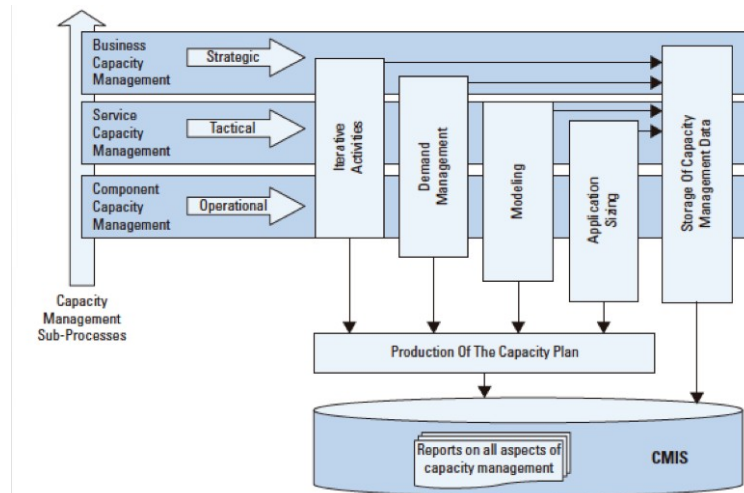 Business
Capacity
Management
Strategic
Service
Capacity
Management
Tactical
Component
Capacity
Management
Operational
Iterative
Activities
Demand
Management
Modeling
Application
Sizing
Storage Of Capacity
Management Data
Capacity
Management
Sub-Processes
Production Of The Capacity Plan
Reports on all aspects of
capacity management
CMIS